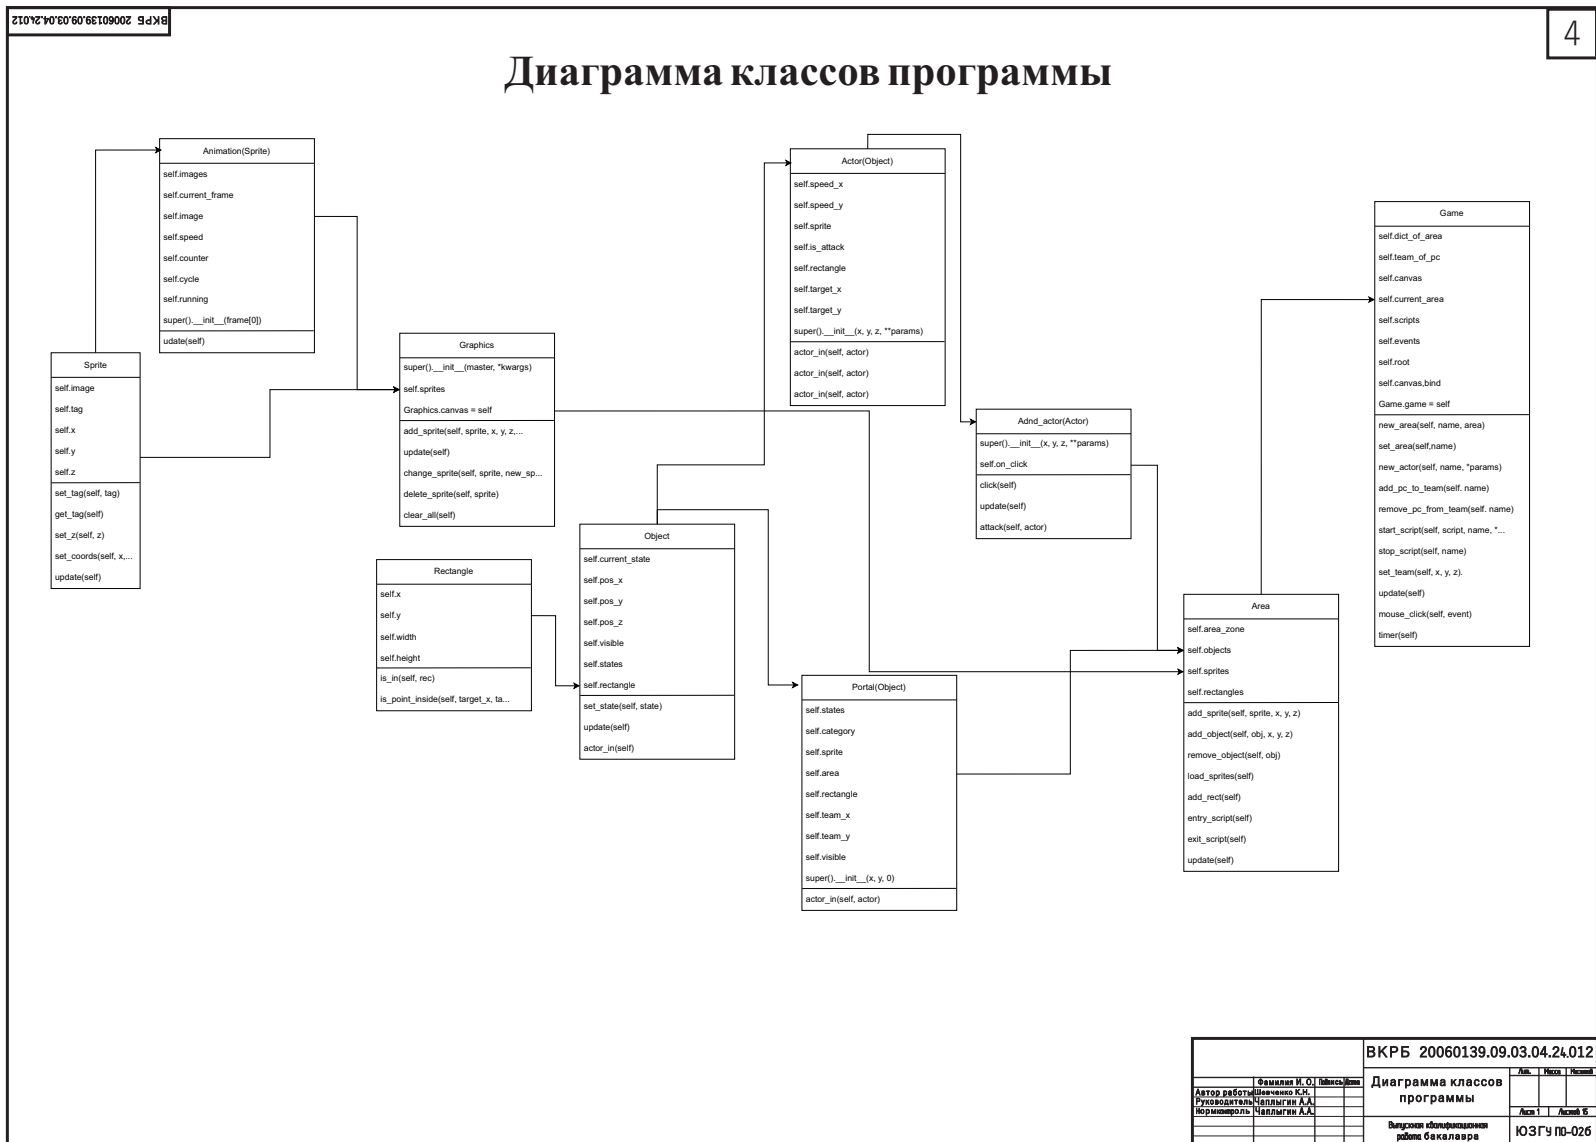 ВКРБ 20060139.09.03.04.24.012
4
Диаграмма классов программы
Animation(Sprite)
self.images
self.current_frame
self.image
self.speed
self.counter
self.cycle
self.running
super().__init__(frame[0])
udate(self)
Sprite
self.image
self.tag
self.x
self.y
self.z
set_tag(self, tag)
get_tag(self)
set_z(self, z)
set_coords(self, x,...
update(self)
Graphics
super().__init__(master, *kwargs)
self.sprites
Graphics.canvas = self
add_sprite(self, sprite, x, y, z,...
update(self)
change_sprite(self, sprite, new_sp...
delete_sprite(self, sprite)
clear_all(self)
Rectangle
self.x
self.y
self.width
self.height
is_in(self, rec)
is_point_inside(self, target_x, ta...
Object
self.current_state
self.pos_x
self.pos_y
self.pos_z
self.visible
self.states
self.rectangle
set_state(self, state)
update(self)
actor_in(self)
Actor(Object)
self.speed_x
self.speed_y
self.sprite
self.is_attack
self.rectangle
self.target_x
self.target_y
super().__init__(x, y, z, **params)
actor_in(self, actor)
actor_in(self, actor)
actor_in(self, actor)
Adnd_actor(Actor)
super().__init__(x, y, z, **params)
self.on_click
click(self)
update(self)
attack(self, actor)
Portal(Object)
self.states
self.category
self.sprite
self.area
self.rectangle
self.team_x
self.team_y
self.visible
super().__init__(x, y, 0)
actor_in(self, actor)
Area
self.area_zone
self.objects
self.sprites
self.rectangles
add_sprite(self, sprite, x, y, z)
add_object(self, obj, x, y, z)
remove_object(self, obj)
load_sprites(self)
add_rect(self)
entry_script(self)
exit_script(self)
update(self)
Game
self.dict_of_area
self.team_of_pc
self.canvas
self.current_area
self.scripts
self.events
self.root
self.canvas,bind
Game.game = self
new_area(self, name, area)
set_area(self,name)
new_actor(self, name, *params)
add_pc_to_team(self. name)
remove_pc_from_team(self. name)
start_script(self, script, name, *...
stop_script(self, name)
set_team(self, x, y, z).
update(self)
mouse_click(self, event)
timer(self)
ВКРБ 20060139.09.03.04.24.012
Фамилия И. О. Подпись Дата
Автор работы Шевченко К.Н.
Руководитель Чаплыгин А.А.
Нормконтроль Чаплыгин А.А.
Диаграмма классов
программы
Лит. Масса Масштаб
Лист 1 Листов 15
Выпускная квалификационная
работа бакалавра
ЮЗГУ ПО-02б